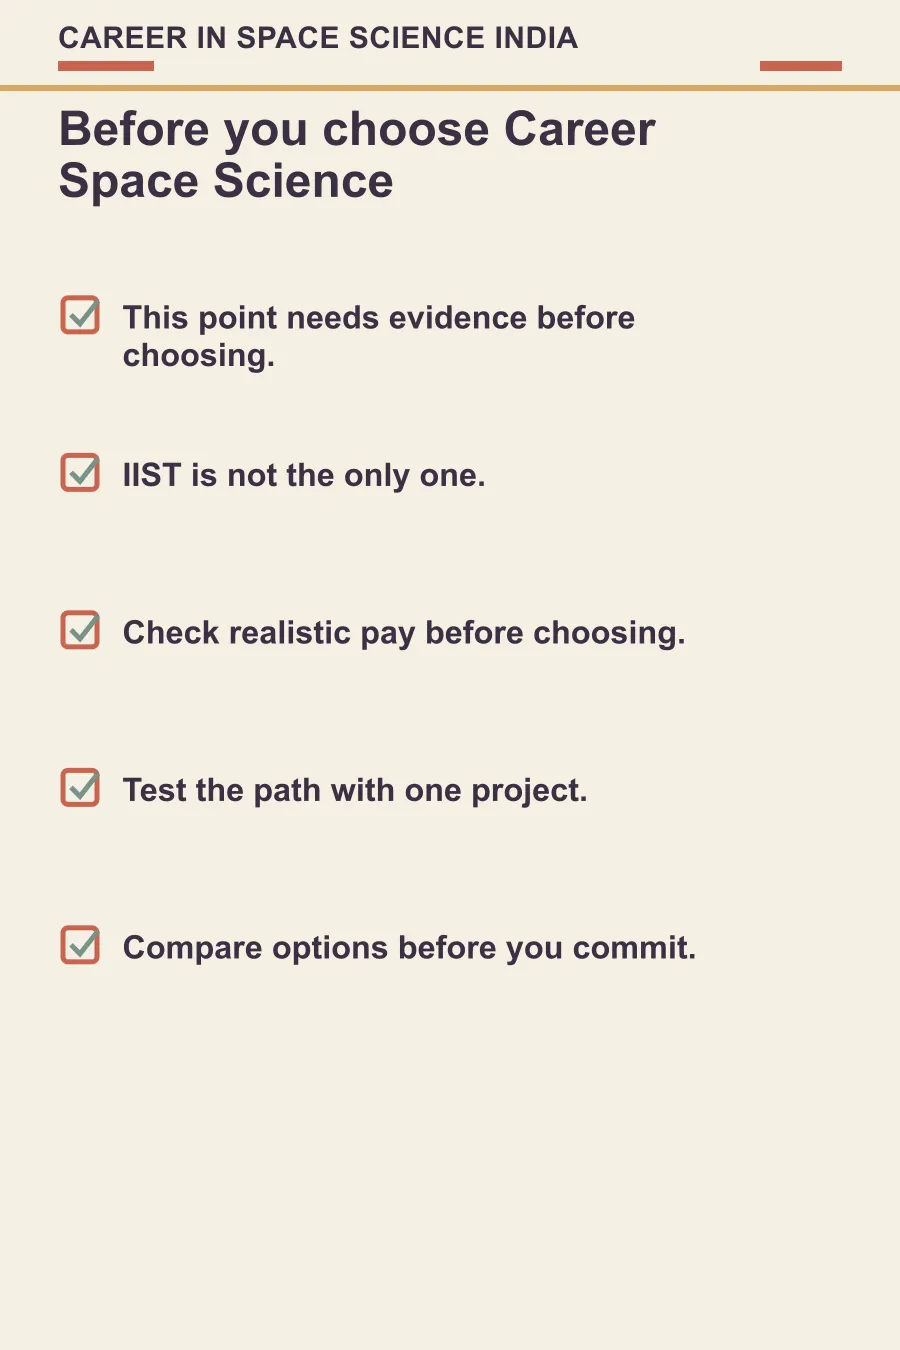 CAREER IN SPACE SCIENCE INDIA
Before you choose Career
Space Science
This point needs evidence before
choosing.
IIST is not the only one.
Check realistic pay before choosing.
Test the path with one project.
Compare options before you commit.